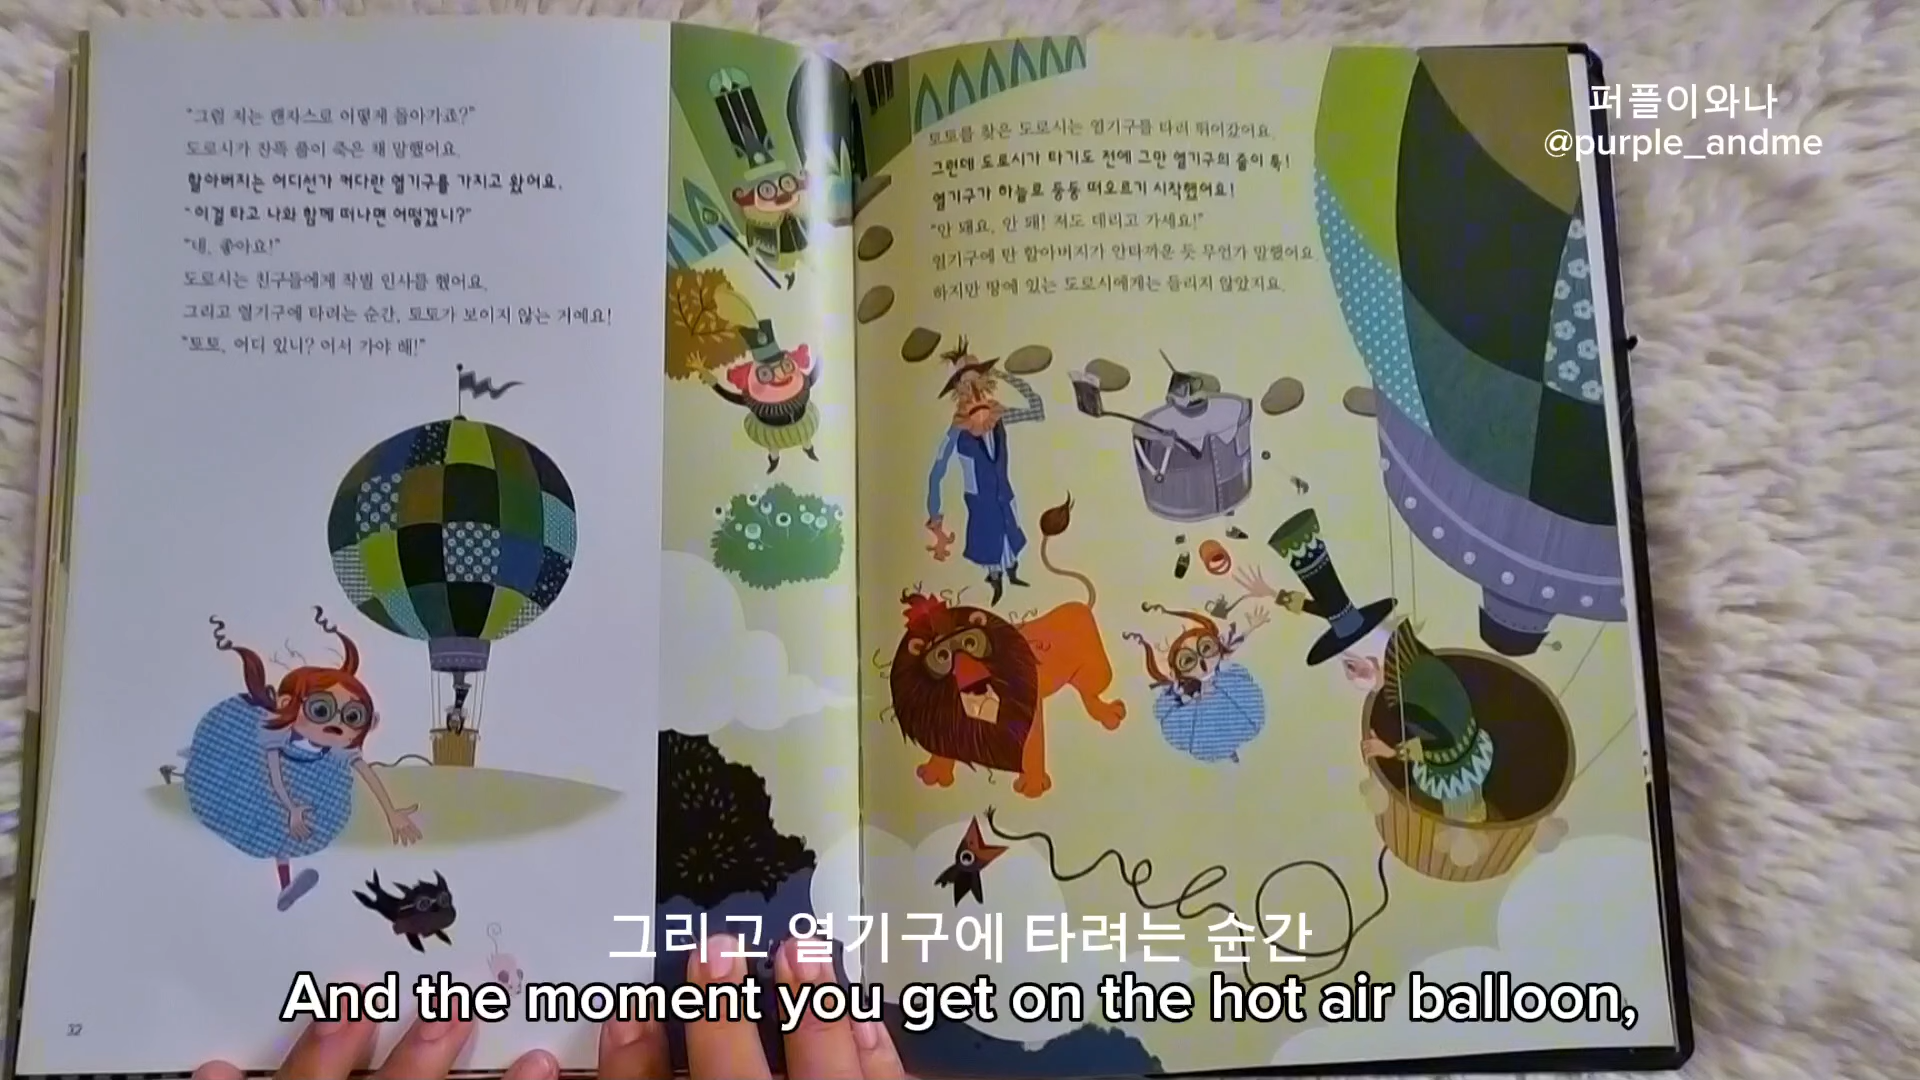 "그럼 저는 캔자스로 어떻게 돌아가죠?"
도로시가 잔뜩 풀이 죽은 채 말했어요.
할아버지는 어디선가 커다란 열기구를 가지고 왔어요.
"이걸 타고 나와 함께 떠나면 어떻겠니?"
"네, 좋아요!"
도로시는 친구들에게 작별 인사를 했어요.
그리고 열기구에 타려는 순간, 토토가 보이지 않는 거예요!
"토토, 어디 있니? 어서 가야 해!"
32
토토를 찾은 도로시는 열기구를 타러 뛰어갔어요.
그런데 도로시가 타기도 전에 그만 열기구의 줄이 툭!
열기구가 하늘로 둥둥 떠오르기 시작했어요!
"안 돼요, 안 돼! 저도 데리고 가세요!"
열기구에 탄 할아버지가 안타까운 듯 무언가 말했어요.
하지만 땅에 있는 도로시에게는 들리지 않았지요.
퍼플이와나
@purple_andme
그리고 열기구에 타려는 순간
And the moment you get on the hot air balloon,